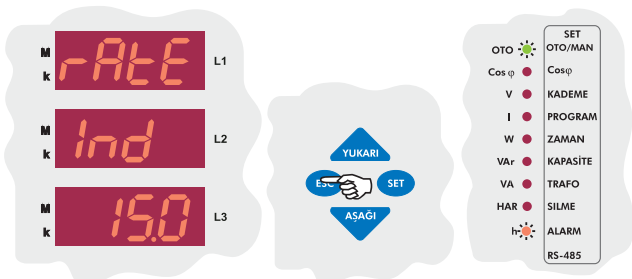 M
k
rAtE
L1
M
k
Ind
L2
M
k
15.0
L3
YUKARI
ESC
SET
AŞAĞI
SET
OTO OTO/MAN
Cos φ Cosφ
V KADEME
I PROGRAM
W ZAMAN
VAr KAPASİTE
VA TRAFO
HAR SILME
h ALARM
RS-485